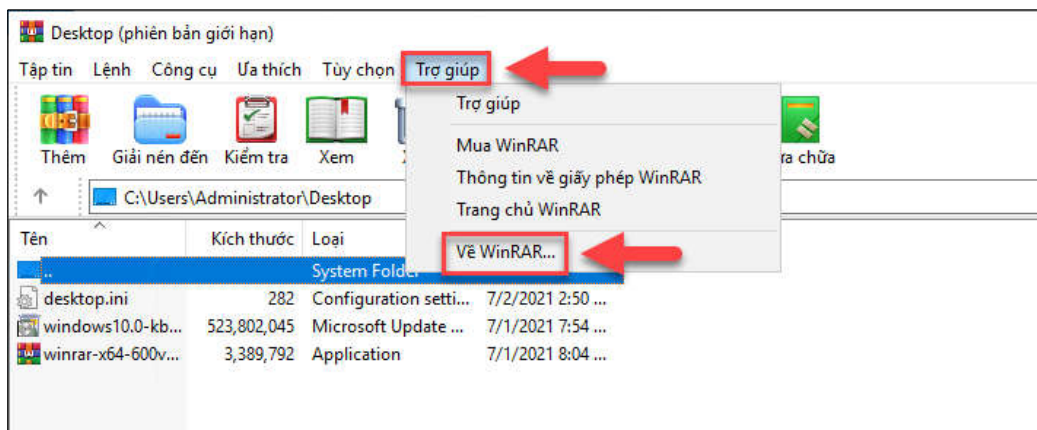 Desktop (phiên bản giới hạn)
Tập tin Lệnh Công cụ Ưa thích Tùy chọn Trợ giúp
Trợ giúp
Mua WinRAR
Thông tin về giấy phép WinRAR
Trang chủ WinRAR
Về WinRAR...
Thêm Giải nén đến Kiểm tra Xem chữa
C:\Users\Administrator\Desktop
Tên Kích thước Loại
.. System Folder
desktop.ini 282 Configuration setti... 7/2/2021 2:50 ...
windows10.0-kb... 523,802,045 Microsoft Update ... 7/1/2021 7:54 ...
winrar-x64-600v... 3,389,792 Application 7/1/2021 8:04 ...